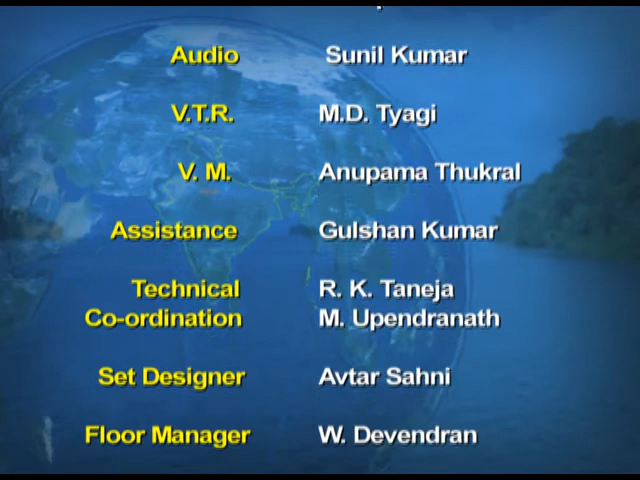 Audio Sunil Kumar
V.T.R. M.D. Tyagi
V. M. Anupama Thukral
Assistance Gulshan Kumar
Technical R. K. Taneja
Co-ordination M. Upendranath
Set Designer Avtar Sahni
Floor Manager W. Devendran